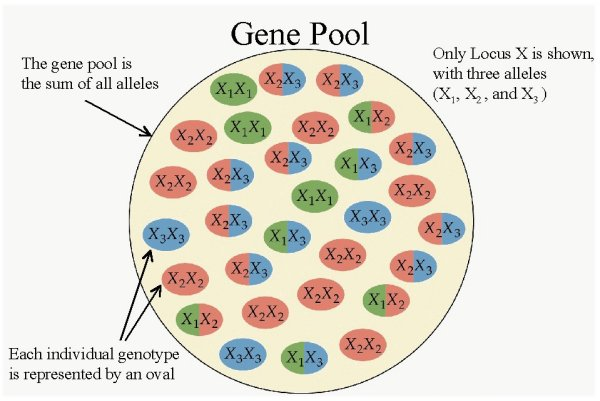 Gene Pool
The gene pool is
the sum of all alleles
Only Locus X is shown,
with three alleles
(X₁, X₂, and X₃ )
X₁X₁
X₂X₃
X₂X₃
X₁X₂
X₂X₂
X₁X₁
X₂X₂
X₂X₃
X₂X₃
X₁X₃
X₂X₂
X₂X₃
X₂X₂
X₁X₁
X₃X₃
X₂X₃
X₂X₃
X₃X₃
X₁X₃
X₂X₂
X₂X₃
X₂X₃
X₂X₂
X₂X₂
X₁X₂
X₁X₂
X₂X₂
X₃X₃
X₁X₃
X₂X₂
Each individual genotype
is represented by an oval